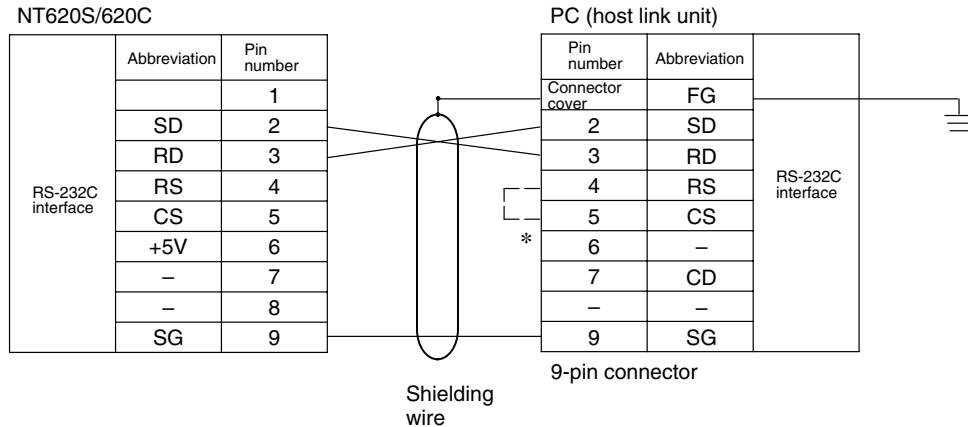 NT620S/620C
PC (host link unit)
Abbreviation Pin number
1
SD 2
RD 3
RS 4
CS 5
+5V 6
– 7
– 8
SG 9
RS-232C interface
Pin number Abbreviation
Connector cover FG
2 SD
3 RD
4 RS
5 CS
6 –
7 CD
– –
9 SG
RS-232C interface
*
9-pin connector
Shielding
wire